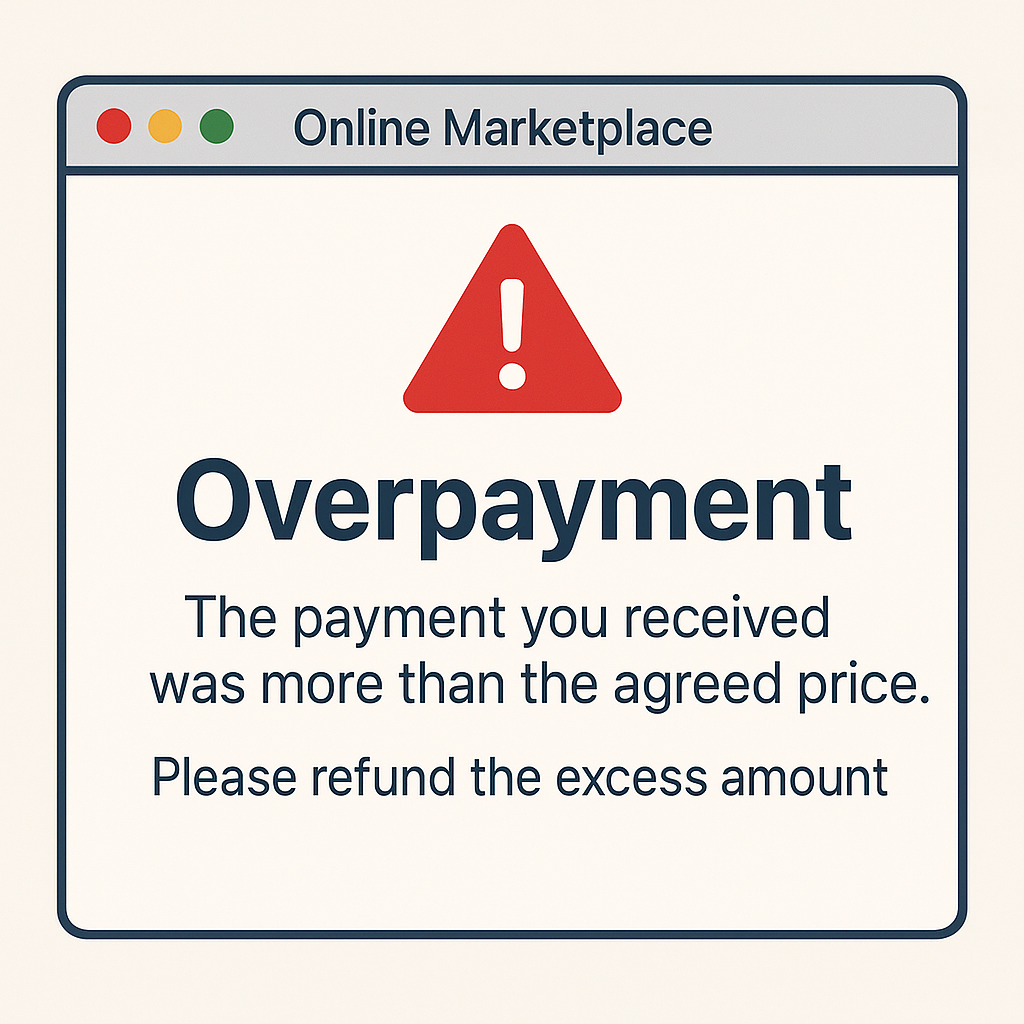 Online Marketplace
Overpayment
The payment you received
was more than the agreed price.
Please refund the excess amount